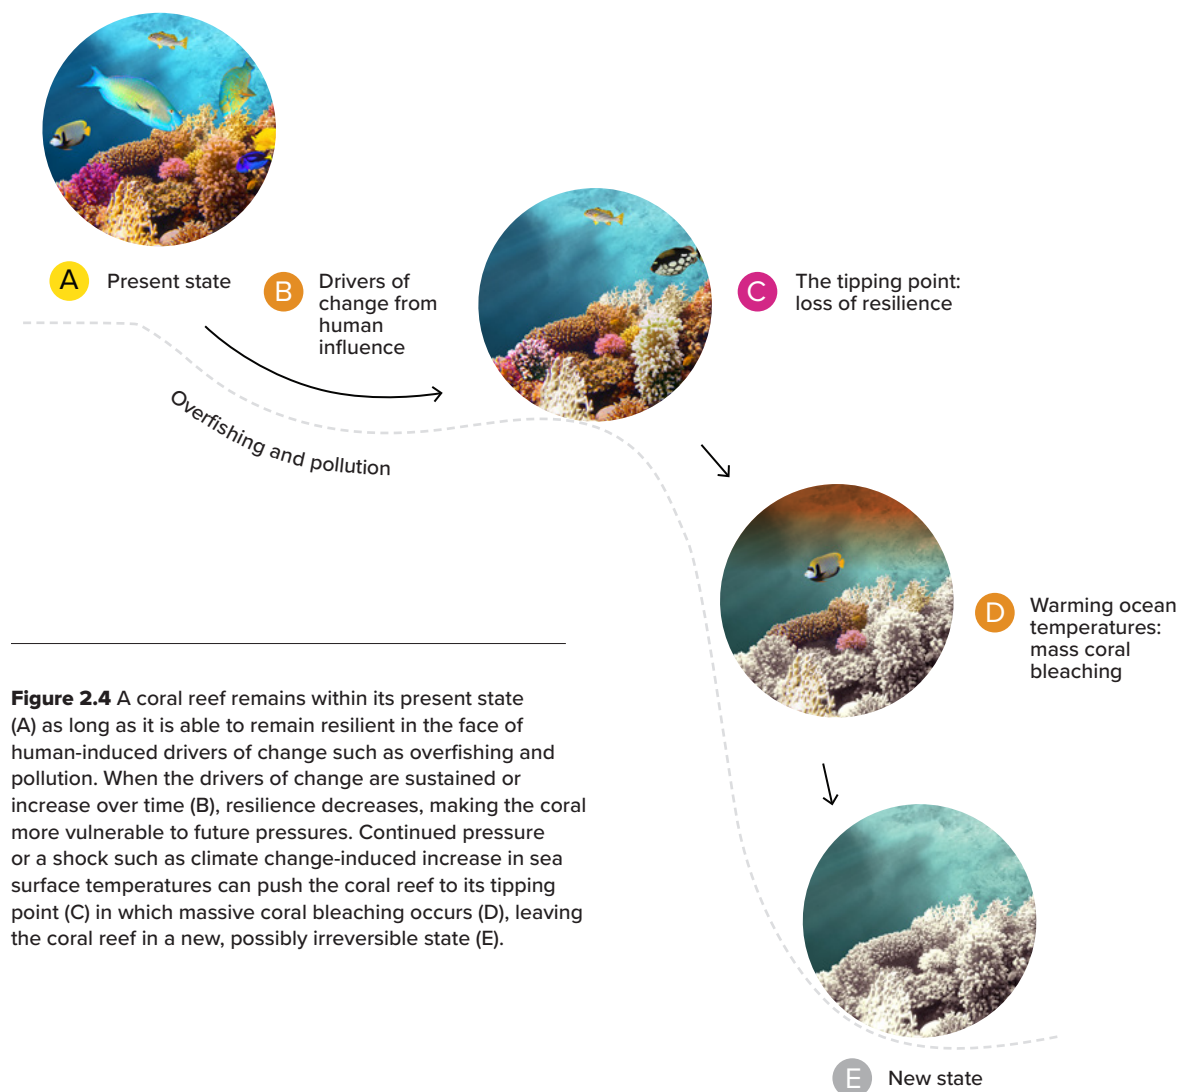 A Present state
B Drivers of
change from
human
influence
Overfishing and pollution
C The tipping point:
loss of resilience
D Warming ocean
temperatures:
mass coral
bleaching
Figure 2.4 A coral reef remains within its present state
(A) as long as it is able to remain resilient in the face of
human-induced drivers of change such as overfishing and
pollution. When the drivers of change are sustained or
increase over time (B), resilience decreases, making the coral
more vulnerable to future pressures. Continued pressure
or a shock such as climate change-induced increase in sea
surface temperatures can push the coral reef to its tipping
point (C) in which massive coral bleaching occurs (D), leaving
the coral reef in a new, possibly irreversible state (E).
E New state